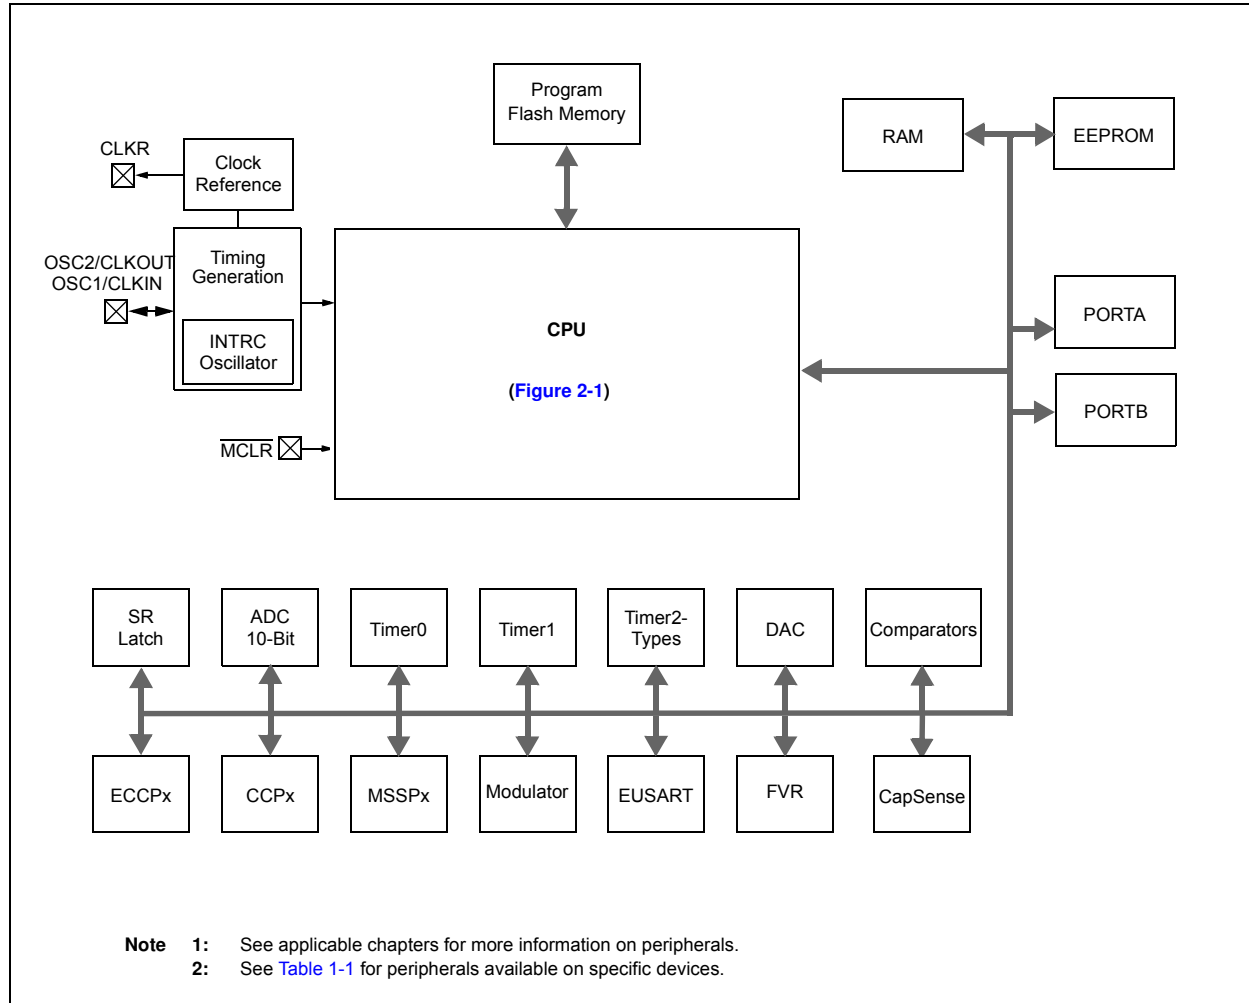 Program
Flash Memory
RAM
EEPROM
CLKR
Clock
Reference
OSC2/CLKOUT
OSC1/CLKIN
Timing
Generation
INTRC
Oscillator
MCLR
CPU
(Figure 2-1)
PORTA
PORTB
SR
Latch
ADC
10-Bit
Timer0
Timer1
Timer2-
Types
DAC
Comparators
ECCPx
CCPx
MSSPx
Modulator
EUSART
FVR
CapSense
Note 1: See applicable chapters for more information on peripherals.
2: See Table 1-1 for peripherals available on specific devices.